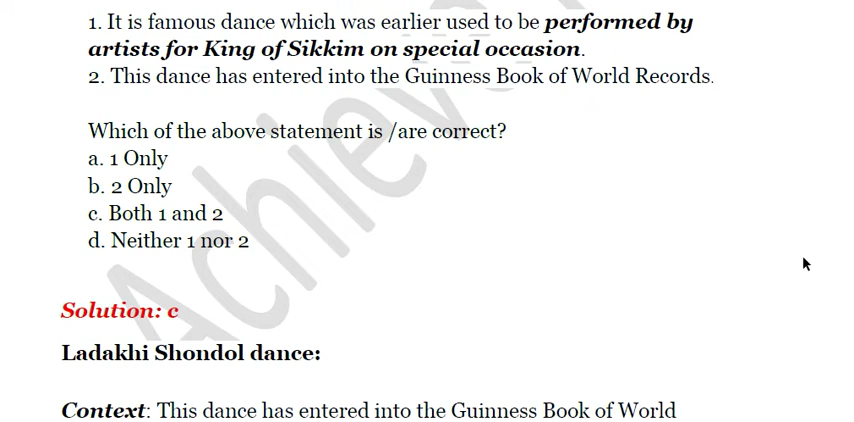 1. It is famous dance which was earlier used to be performed by
artists for King of Sikkim on special occasion.
2. This dance has entered into the Guinness Book of World Records.
Which of the above statement is /are correct?
a. 1 Only
b. 2 Only
c. Both 1 and 2
d. Neither 1 nor 2
Solution: c
Ladakhi Shondol dance:
Context: This dance has entered into the Guinness Book of World
Achieve